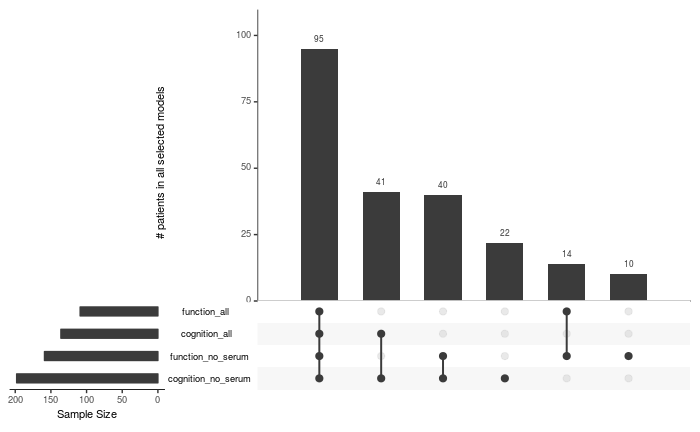 # patients in all selected models
100
75
50
25
0
95
41
40
22
14
10
function_all
cognition_all
function_no_serum
cognition_no_serum
200 150 100 50 0
Sample Size